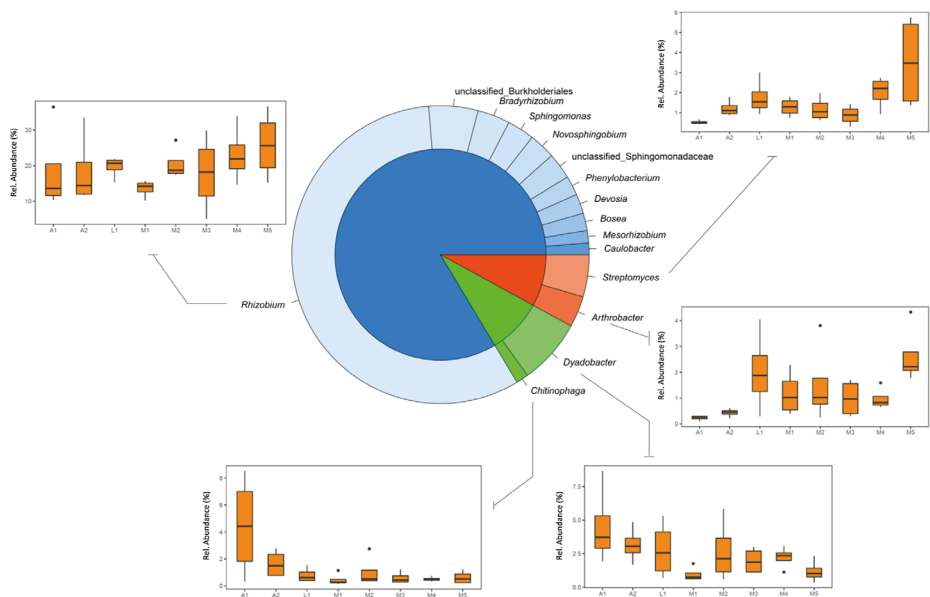 6
5
4
3
2
1
Rel. Abundance (%)
A1 A2 L1 M1 M2 M3 M4 M5
30
20
10
Rel. Abundance (%)
A1 A2 L1 M1 M2 M3 M4 M5
unclassified_Burkholderiales
Bradyrhizobium
Sphingomonas
Novosphingobium
unclassified_Sphingomonadaceae
Phenylobacterium
Devosia
Bosea
Mesorhizobium
Caulobacter
Streptomyces
Rhizobium
Arthrobacter
Dyadobacter
Chitinophaga
4
3
2
1
0
Rel. Abundance (%)
A1 A2 L1 M1 M2 M3 M4 M5
8
6
4
2
0
Rel. Abundance (%)
A1 A2 L1 M1 M2 M3 M4 M5
7.5
5.0
2.5
0.0
Rel. Abundance (%)
A1 A2 L1 M1 M2 M3 M4 M5